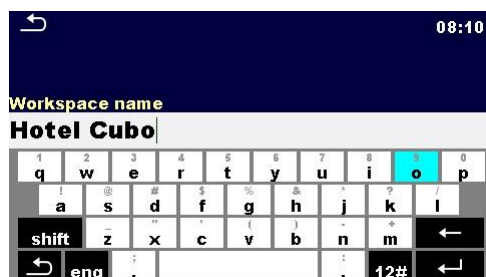 08:10
Workspace name
Hotel Cubo
1 2 3 4 5 6 7 8 9 0
q w e r t y u i o p
! @ # $ % & * ? /
a s d f g h j k l
" ' ( ) - +
shift z x c v b n m
; :
eng , . 12#